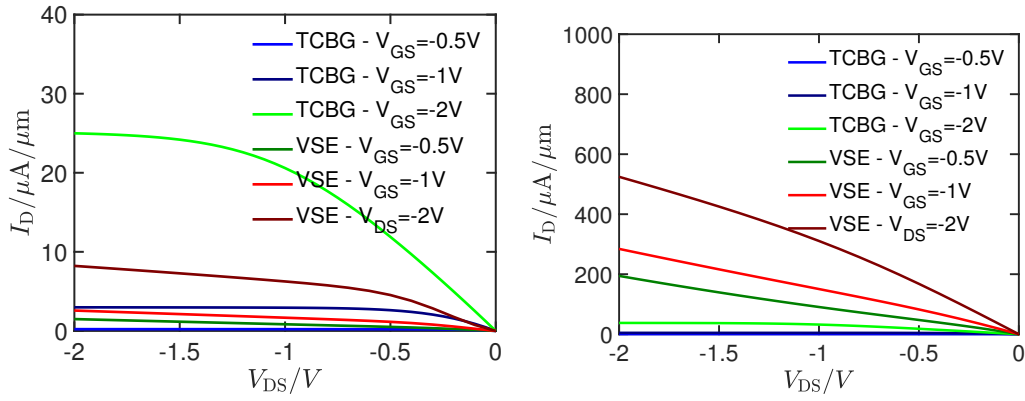 40
30
20
10
0
-2
-1.5
-1
-0.5
0
I_D/μA/μm
V_DS/V
TCBG - V_GS=-0.5V
TCBG - V_GS=-1V
TCBG - V_GS=-2V
VSE - V_GS=-0.5V
VSE - V_GS=-1V
VSE - V_DS=-2V
1000
800
600
400
200
0
-2
-1.5
-1
-0.5
0
I_D/μA/μm
V_DS/V
TCBG - V_GS=-0.5V
TCBG - V_GS=-1V
TCBG - V_GS=-2V
VSE - V_GS=-0.5V
VSE - V_GS=-1V
VSE - V_DS=-2V